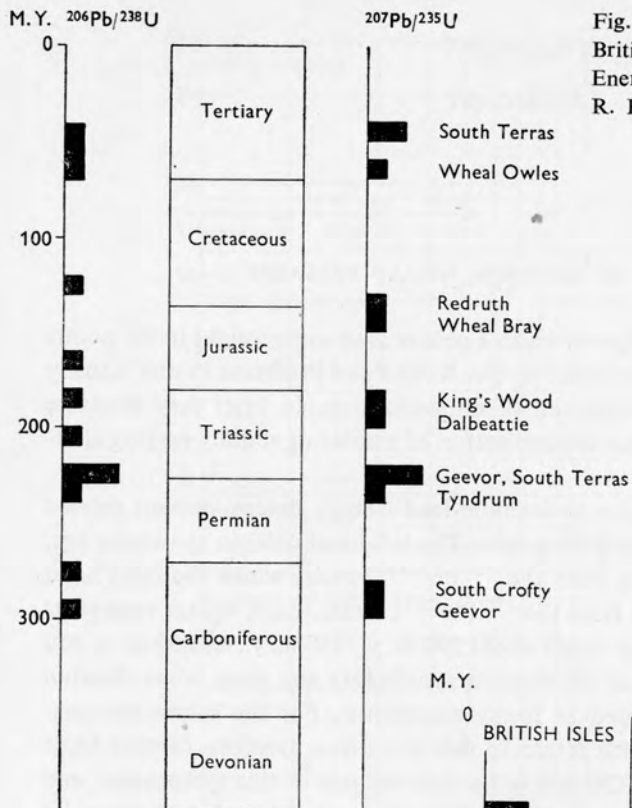 M.Y. 206Pb/238U 207Pb/235U
Fig.
Briti
Ener
R. I
0
Tertiary
South Terras
Wheal Owles
100
Cretaceous
Redruth
Wheal Bray
Jurassic
King's Wood
Dalbeattie
200
Triassic
Geevor, South Terras
Tyndrum
Permian
South Crofty
Geevor
300
Carboniferous
M.Y.
0
BRITISH ISLES
Devonian